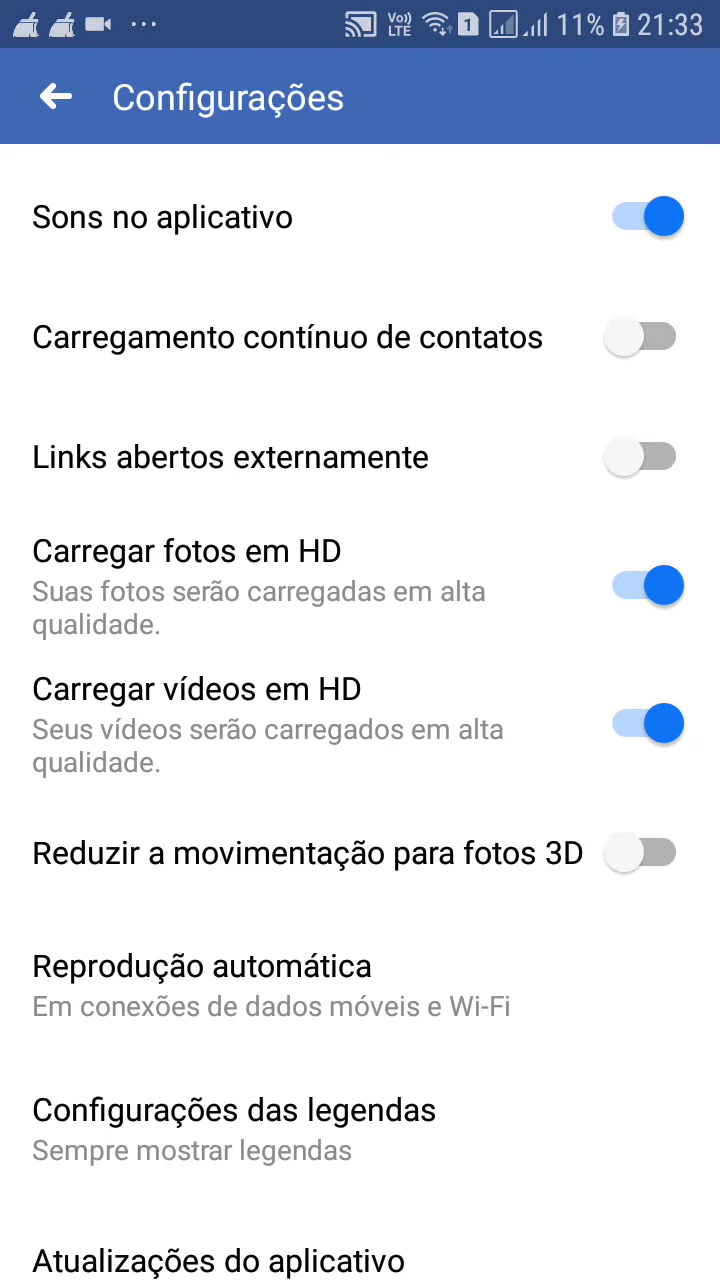 Vo)) LTE 1 11% 21:33
Configurações
Sons no aplicativo
Carregamento contínuo de contatos
Links abertos externamente
Carregar fotos em HD
Suas fotos serão carregadas em alta
qualidade.
Carregar vídeos em HD
Seus vídeos serão carregados em alta
qualidade.
Reduzir a movimentação para fotos 3D
Reprodução automática
Em conexões de dados móveis e Wi-Fi
Configurações das legendas
Sempre mostrar legendas
Atualizações do aplicativo